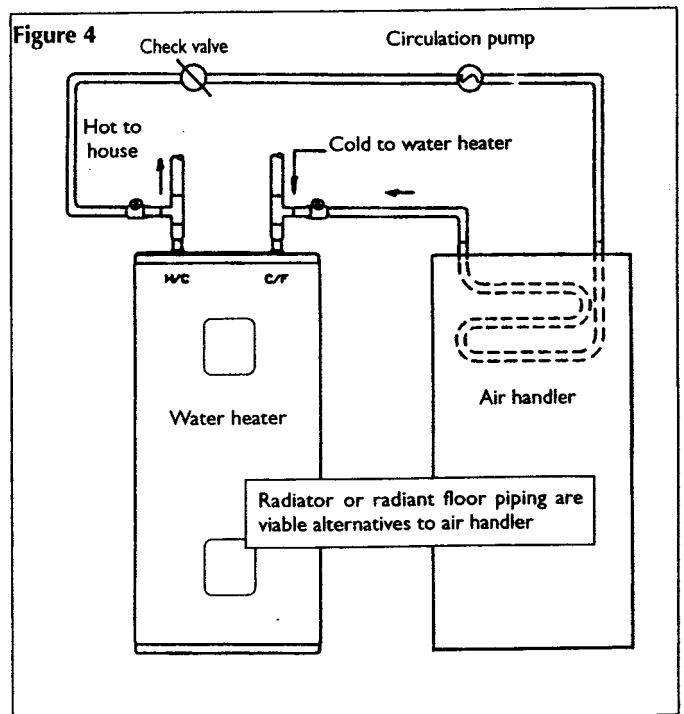 Figure 4
Check valve
Circulation pump
Hot to
house
Cold to water heater
H/C
C/F
Water heater
Air handler
Radiator or radiant floor piping are
viable alternatives to air handler